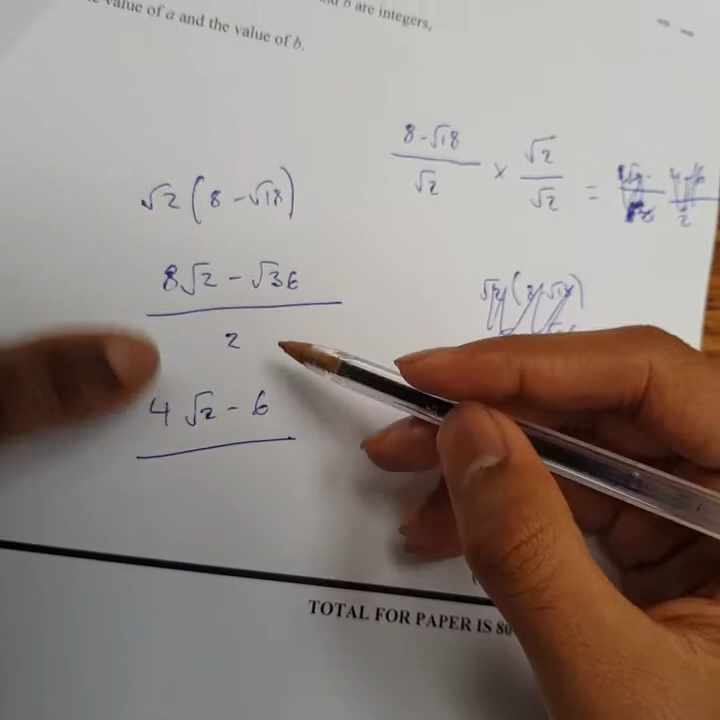 value of a and the value of b.
b are integers,
8 - √18 / √2 × √2 / √2 =
√2 (8 - √18)
8√2 - √36 / 2
4√2 - 6
TOTAL FOR PAPER IS 80